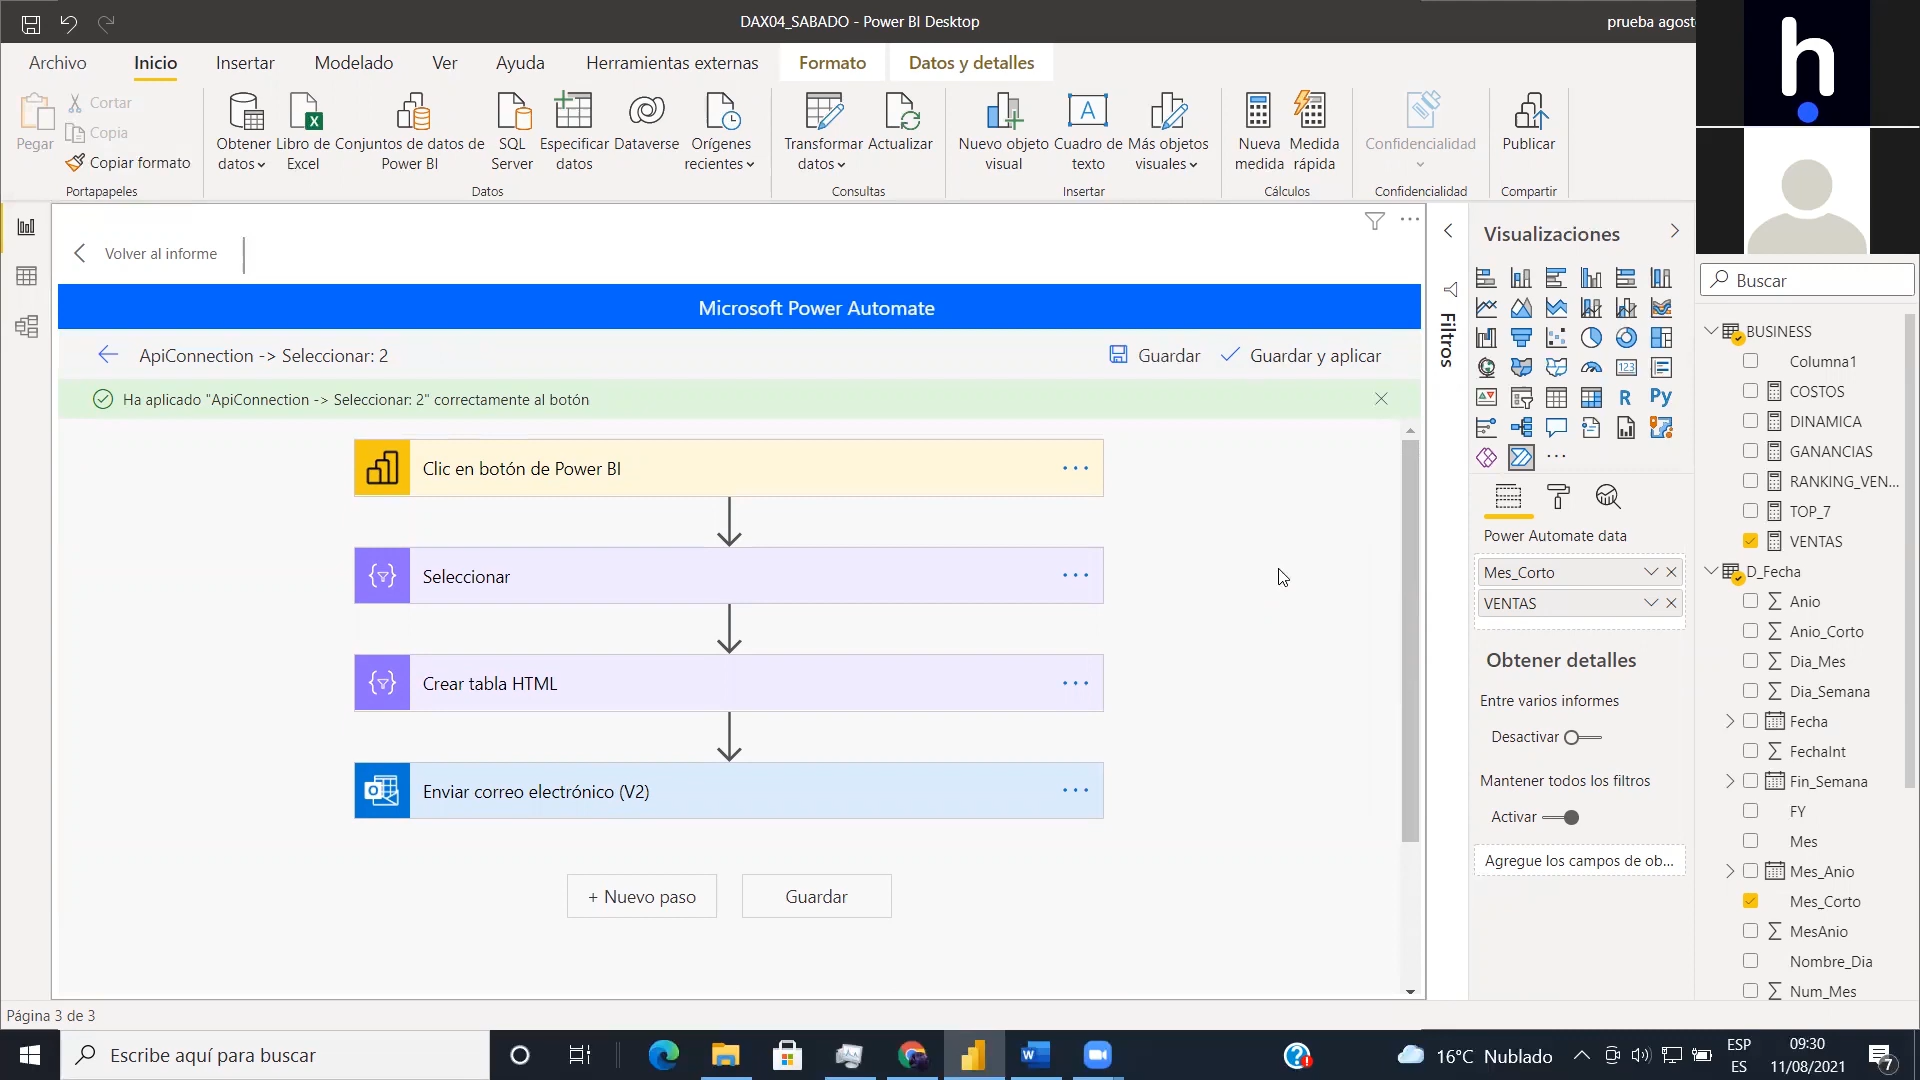 DAX04_SABADO - Power BI Desktop
prueba agost
h
Archivo
Inicio
Insertar
Modelado
Ver
Ayuda
Herramientas externas
Formato
Datos y detalles
Pegar
Cortar
Copia
Copiar formato
Portapapeles
Obtener datos
Libro de Excel
Conjuntos de datos de Power BI
SQL Server
Especificar datos
Dataverse
Orígenes recientes
Datos
Transformar datos
Actualizar
Consultas
Nuevo objeto visual
Cuadro de texto
Más objetos visuales
Insertar
Nueva medida
Medida rápida
Cálculos
Confidencialidad
Confidencialidad
Publicar
Compartir
Volver al informe
Microsoft Power Automate
ApiConnection -> Seleccionar: 2
Guardar
Guardar y aplicar
Ha aplicado "ApiConnection -> Seleccionar: 2" correctamente al botón
Clic en botón de Power BI
Seleccionar
Crear tabla HTML
Enviar correo electrónico (V2)
+ Nuevo paso
Guardar
Filtros
Visualizaciones
123
R
Py
Power Automate data
Mes_Corto
VENTAS
Obtener detalles
Entre varios informes
Desactivar
Mantener todos los filtros
Activar
Agregue los campos de ob...
Buscar
BUSINESS
Columna1
COSTOS
DINAMICA
GANANCIAS
RANKING_VEN...
TOP_7
VENTAS
D_Fecha
Anio
Anio_Corto
Dia_Mes
Dia_Semana
Fecha
FechaInt
Fin_Semana
FY
Mes
Mes_Anio
Mes_Corto
MesAnio
Nombre_Dia
Num_Mes
Página 3 de 3
Escribe aquí para buscar
16°C Nublado
ESP
ES
09:30
11/08/2021
7